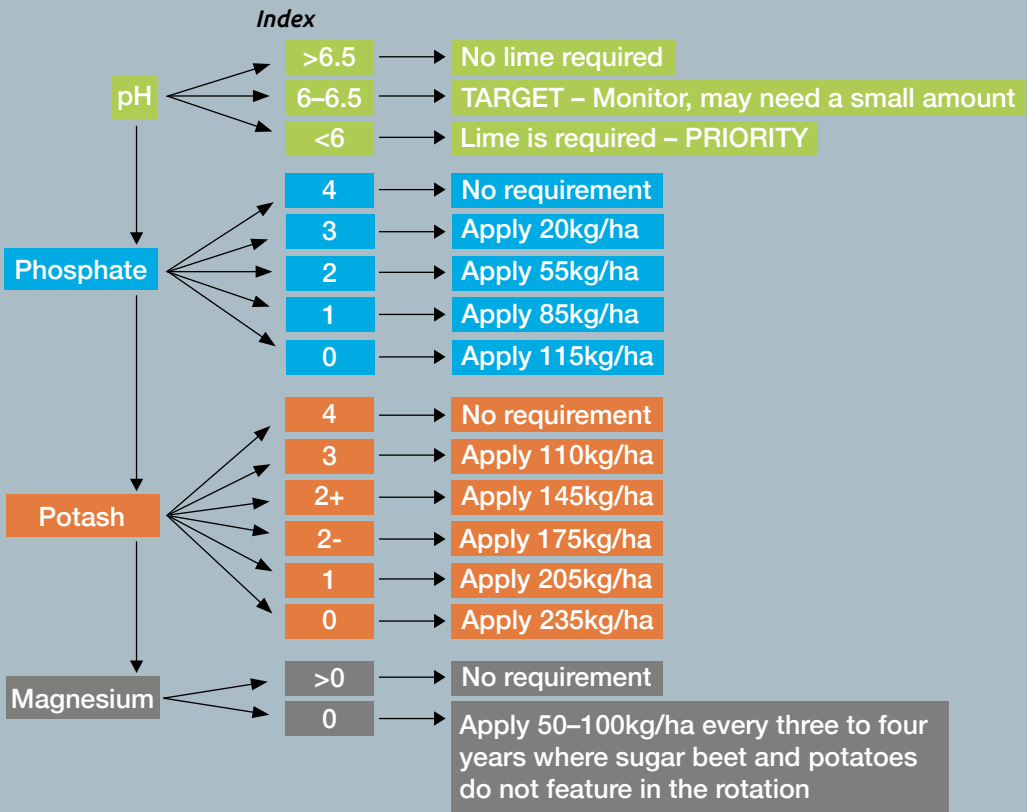 Index
pH
>6.5 No lime required
6–6.5 TARGET – Monitor, may need a small amount
<6 Lime is required – PRIORITY
Phosphate
4 No requirement
3 Apply 20kg/ha
2 Apply 55kg/ha
1 Apply 85kg/ha
0 Apply 115kg/ha
Potash
4 No requirement
3 Apply 110kg/ha
2+ Apply 145kg/ha
2- Apply 175kg/ha
1 Apply 205kg/ha
0 Apply 235kg/ha
Magnesium
>0 No requirement
0 Apply 50–100kg/ha every three to four
years where sugar beet and potatoes
do not feature in the rotation